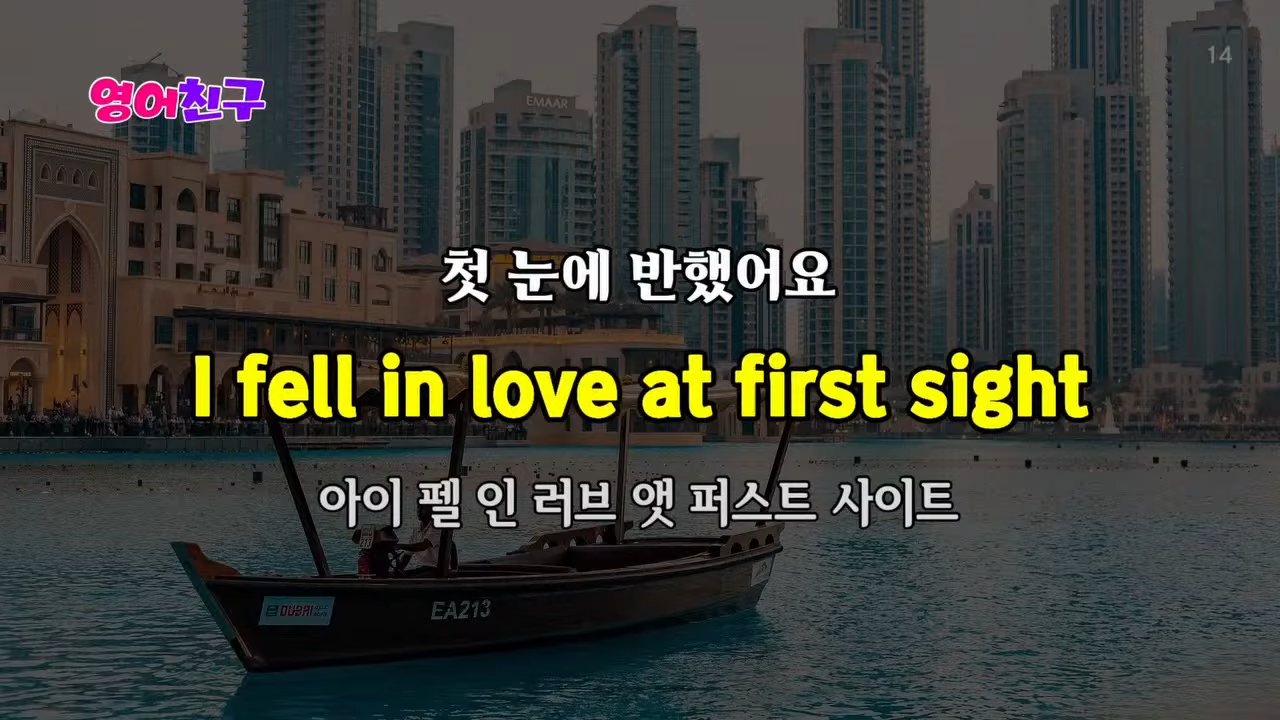 14
영어친구
EMAAR
첫 눈에 반했어요
I fell in love at first sight
아이 펠 인 러브 앳 퍼스트 사이트
DUBAI
EA213